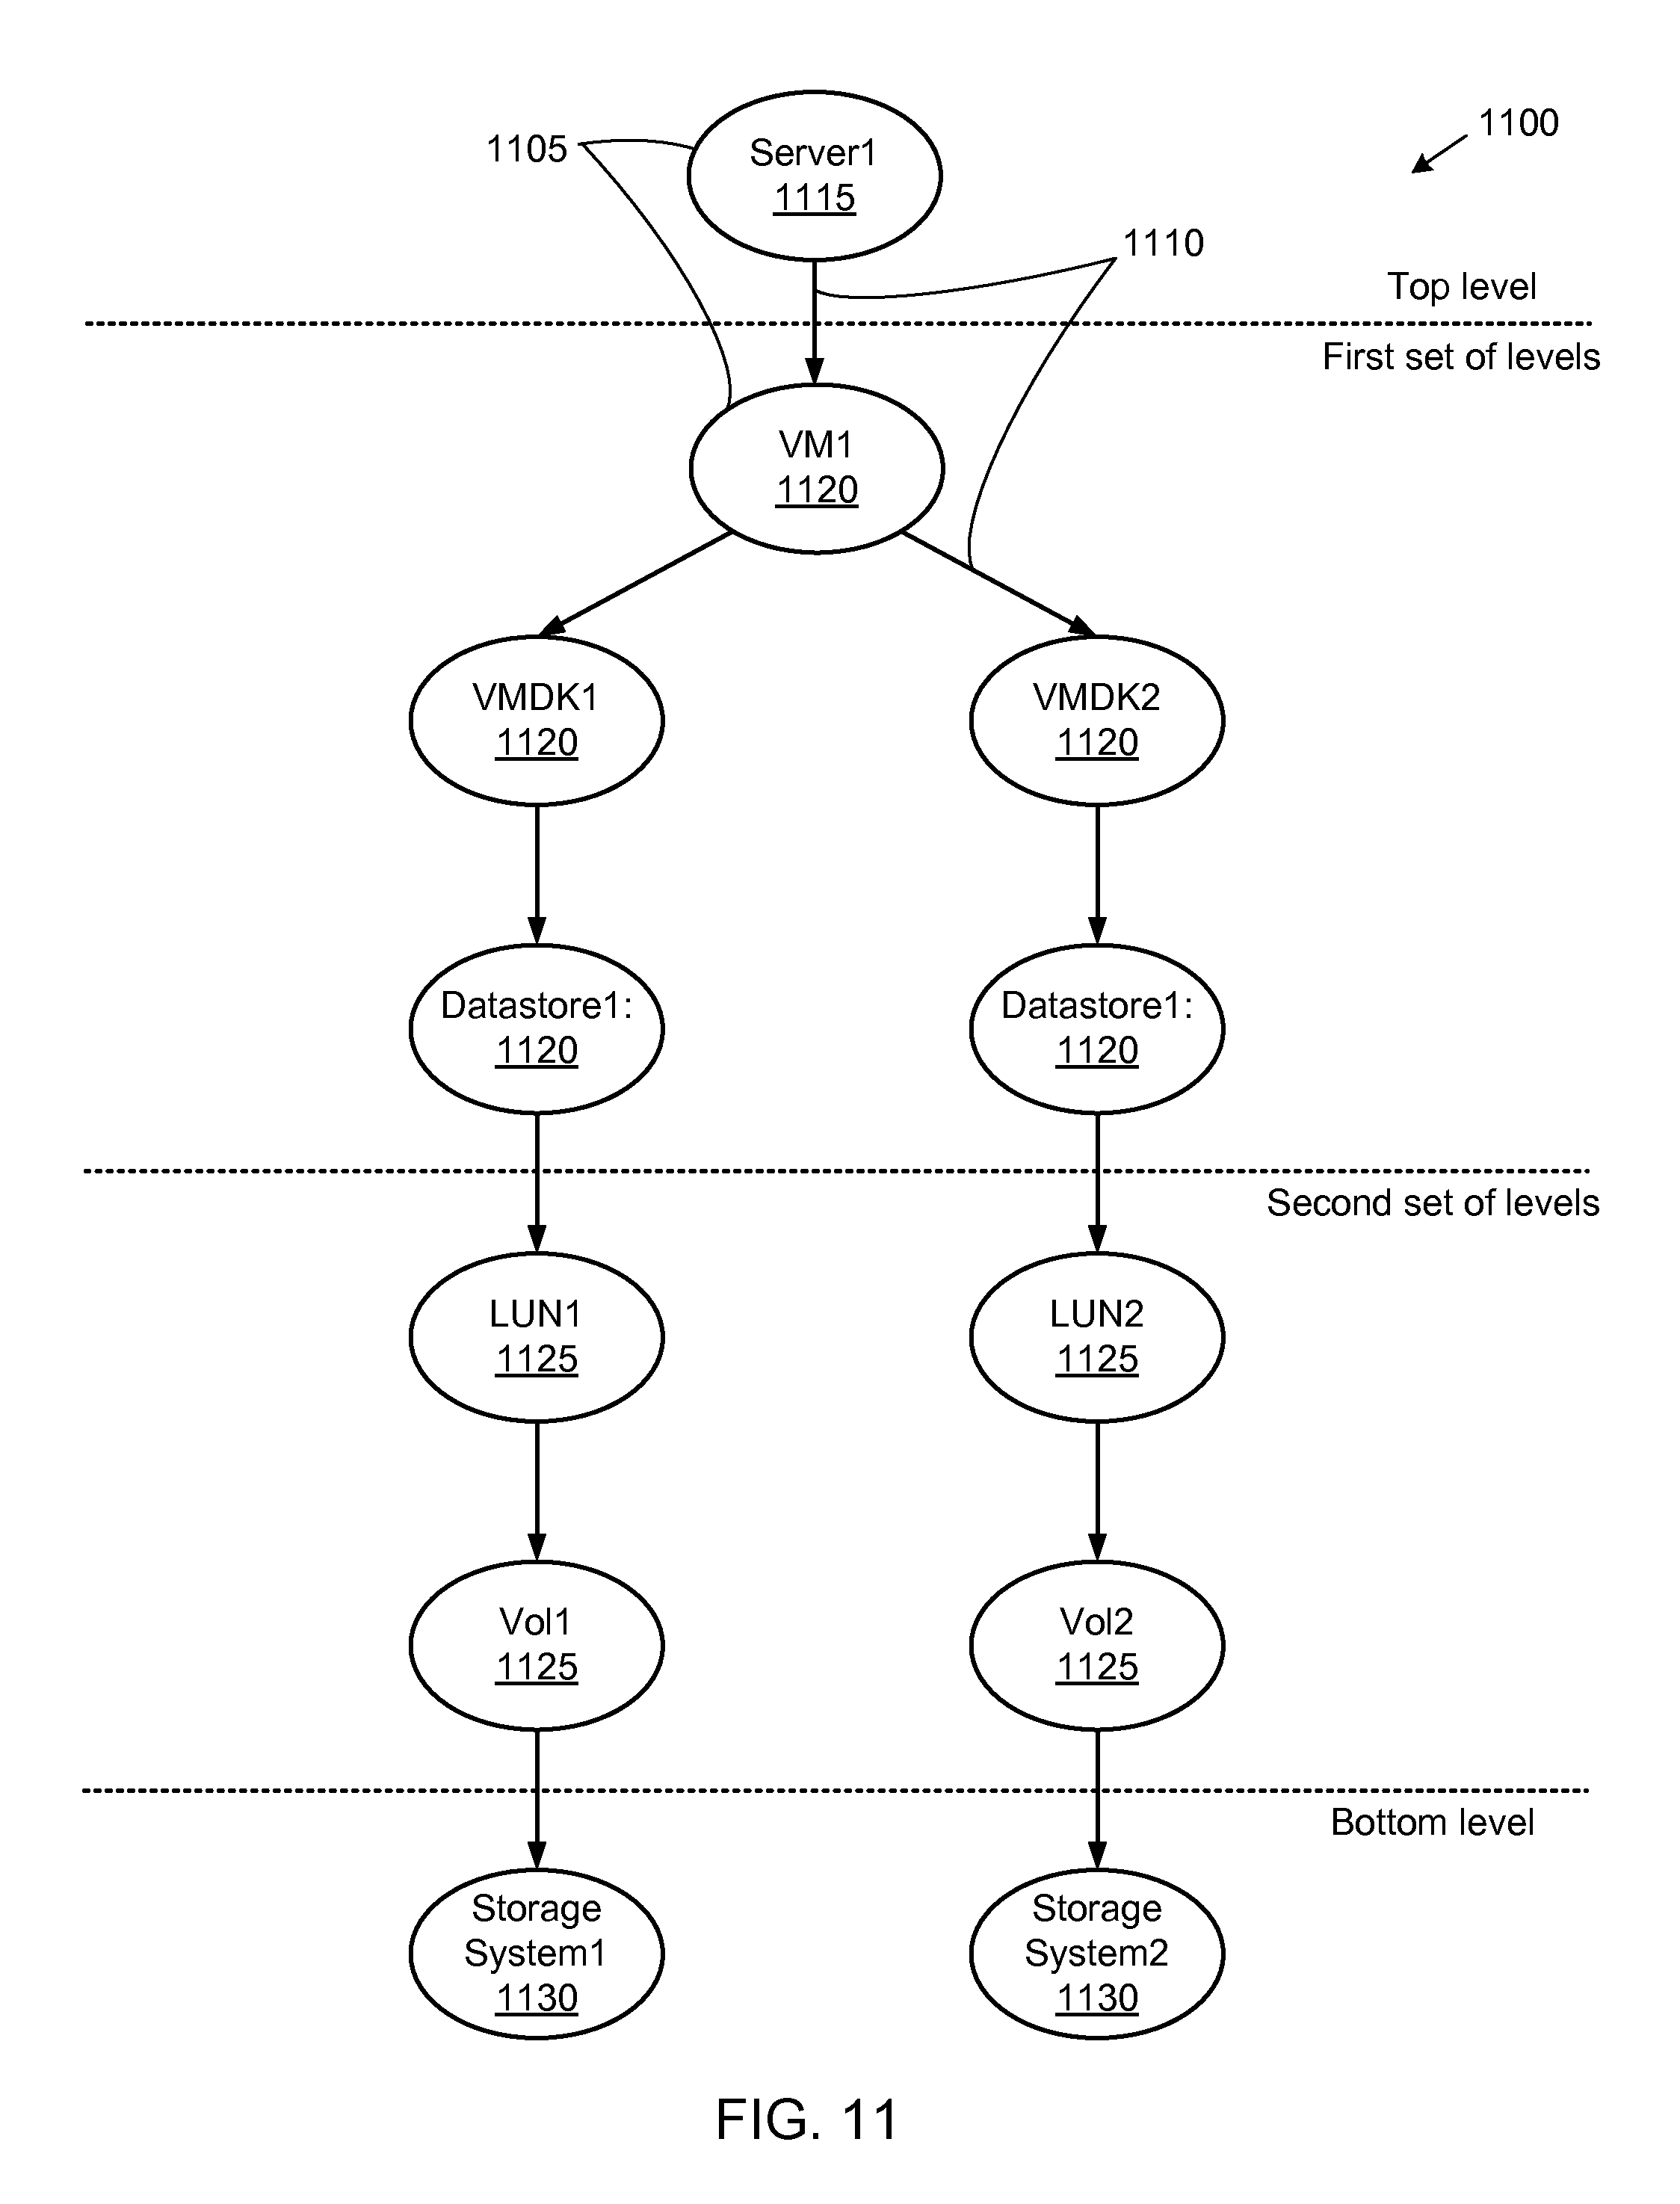 1100
1105
Server1
1115
1110
Top level
First set of levels
VM1
1120
VMDK1
1120
VMDK2
1120
Datastore1:
1120
Datastore1:
1120
Second set of levels
LUN1
1125
LUN2
1125
Vol1
1125
Vol2
1125
Bottom level
Storage
System1
1130
Storage
System2
1130
FIG. 11